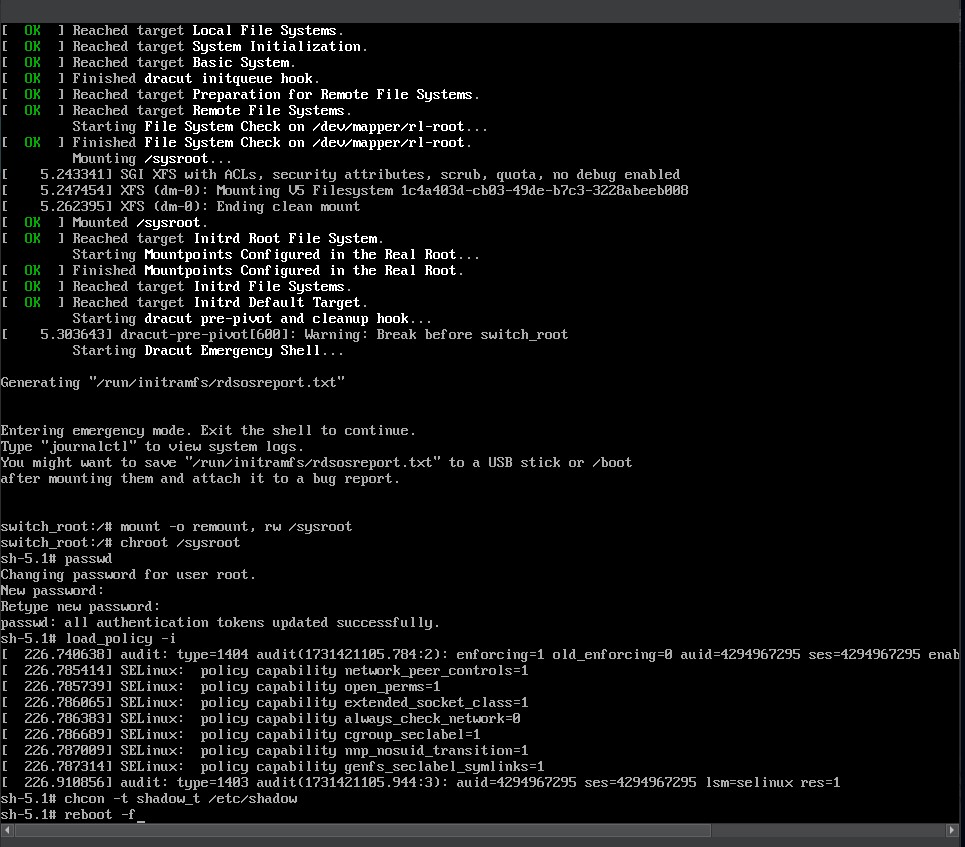 [  OK  ] Reached target Local File Systems.
[  OK  ] Reached target System Initialization.
[  OK  ] Reached target Basic System.
[  OK  ] Finished dracut initqueue hook.
[  OK  ] Reached target Preparation for Remote File Systems.
[  OK  ] Reached target Remote File Systems.
         Starting File System Check on /dev/mapper/rl-root...
[  OK  ] Finished File System Check on /dev/mapper/rl-root.
         Mounting /sysroot...
[    5.243341] SGI XFS with ACLs, security attributes, scrub, quota, no debug enabled
[    5.247454] XFS (dm-0): Mounting V5 Filesystem 1c4a403d-cb03-49de-b7c3-3228abeeb008
[    5.262395] XFS (dm-0): Ending clean mount
[  OK  ] Mounted /sysroot.
[  OK  ] Reached target Initrd Root File System.
         Starting Mountpoints Configured in the Real Root...
[  OK  ] Finished Mountpoints Configured in the Real Root.
[  OK  ] Reached target Initrd File Systems.
[  OK  ] Reached target Initrd Default Target.
         Starting dracut pre-pivot and cleanup hook...
[    5.303643] dracut-pre-pivot[600]: Warning: Break before switch_root
         Starting Dracut Emergency Shell...
Generating "/run/initramfs/rdsosreport.txt"
Entering emergency mode. Exit the shell to continue.
Type "journalctl" to view system logs.
You might want to save "/run/initramfs/rdsosreport.txt" to a USB stick or /boot
after mounting them and attach it to a bug report.
switch_root:/# mount -o remount, rw /sysroot
switch_root:/# chroot /sysroot
sh-5.1# passwd
Changing password for user root.
New password:
Retype new password:
passwd: all authentication tokens updated successfully.
sh-5.1# load_policy -i
[  226.740638] audit: type=1404 audit(1731421105.784:2): enforcing=1 old_enforcing=0 auid=4294967295 ses=4294967295 enab
[  226.785414] SELinux:  policy capability network_peer_controls=1
[  226.785739] SELinux:  policy capability open_perms=1
[  226.786065] SELinux:  policy capability extended_socket_class=1
[  226.786383] SELinux:  policy capability always_check_network=0
[  226.786689] SELinux:  policy capability cgroup_seclabel=1
[  226.787009] SELinux:  policy capability nnp_nosuid_transition=1
[  226.787314] SELinux:  policy capability genfs_seclabel_symlinks=1
[  226.910856] audit: type=1403 audit(1731421105.944:3): auid=4294967295 ses=4294967295 lsm=selinux res=1
sh-5.1# chcon -t shadow_t /etc/shadow
sh-5.1# reboot -f_